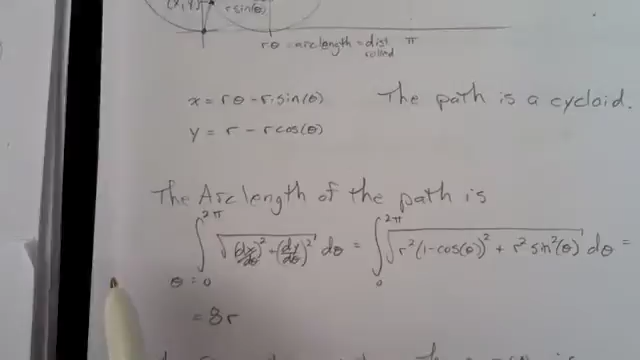 (x,y) r sin(θ)
rθ = arclength = dist rolled π
x = rθ - r sin(θ) The path is a cycloid.
y = r - r cos(θ)
The Arclength of the path is
∫_{θ=0}^{2π} √((dx/dθ)² + (dy/dθ)²) dθ = ∫_0^{2π} √(r²(1-cos(θ))² + r² sin²(θ)) dθ =
= 8r